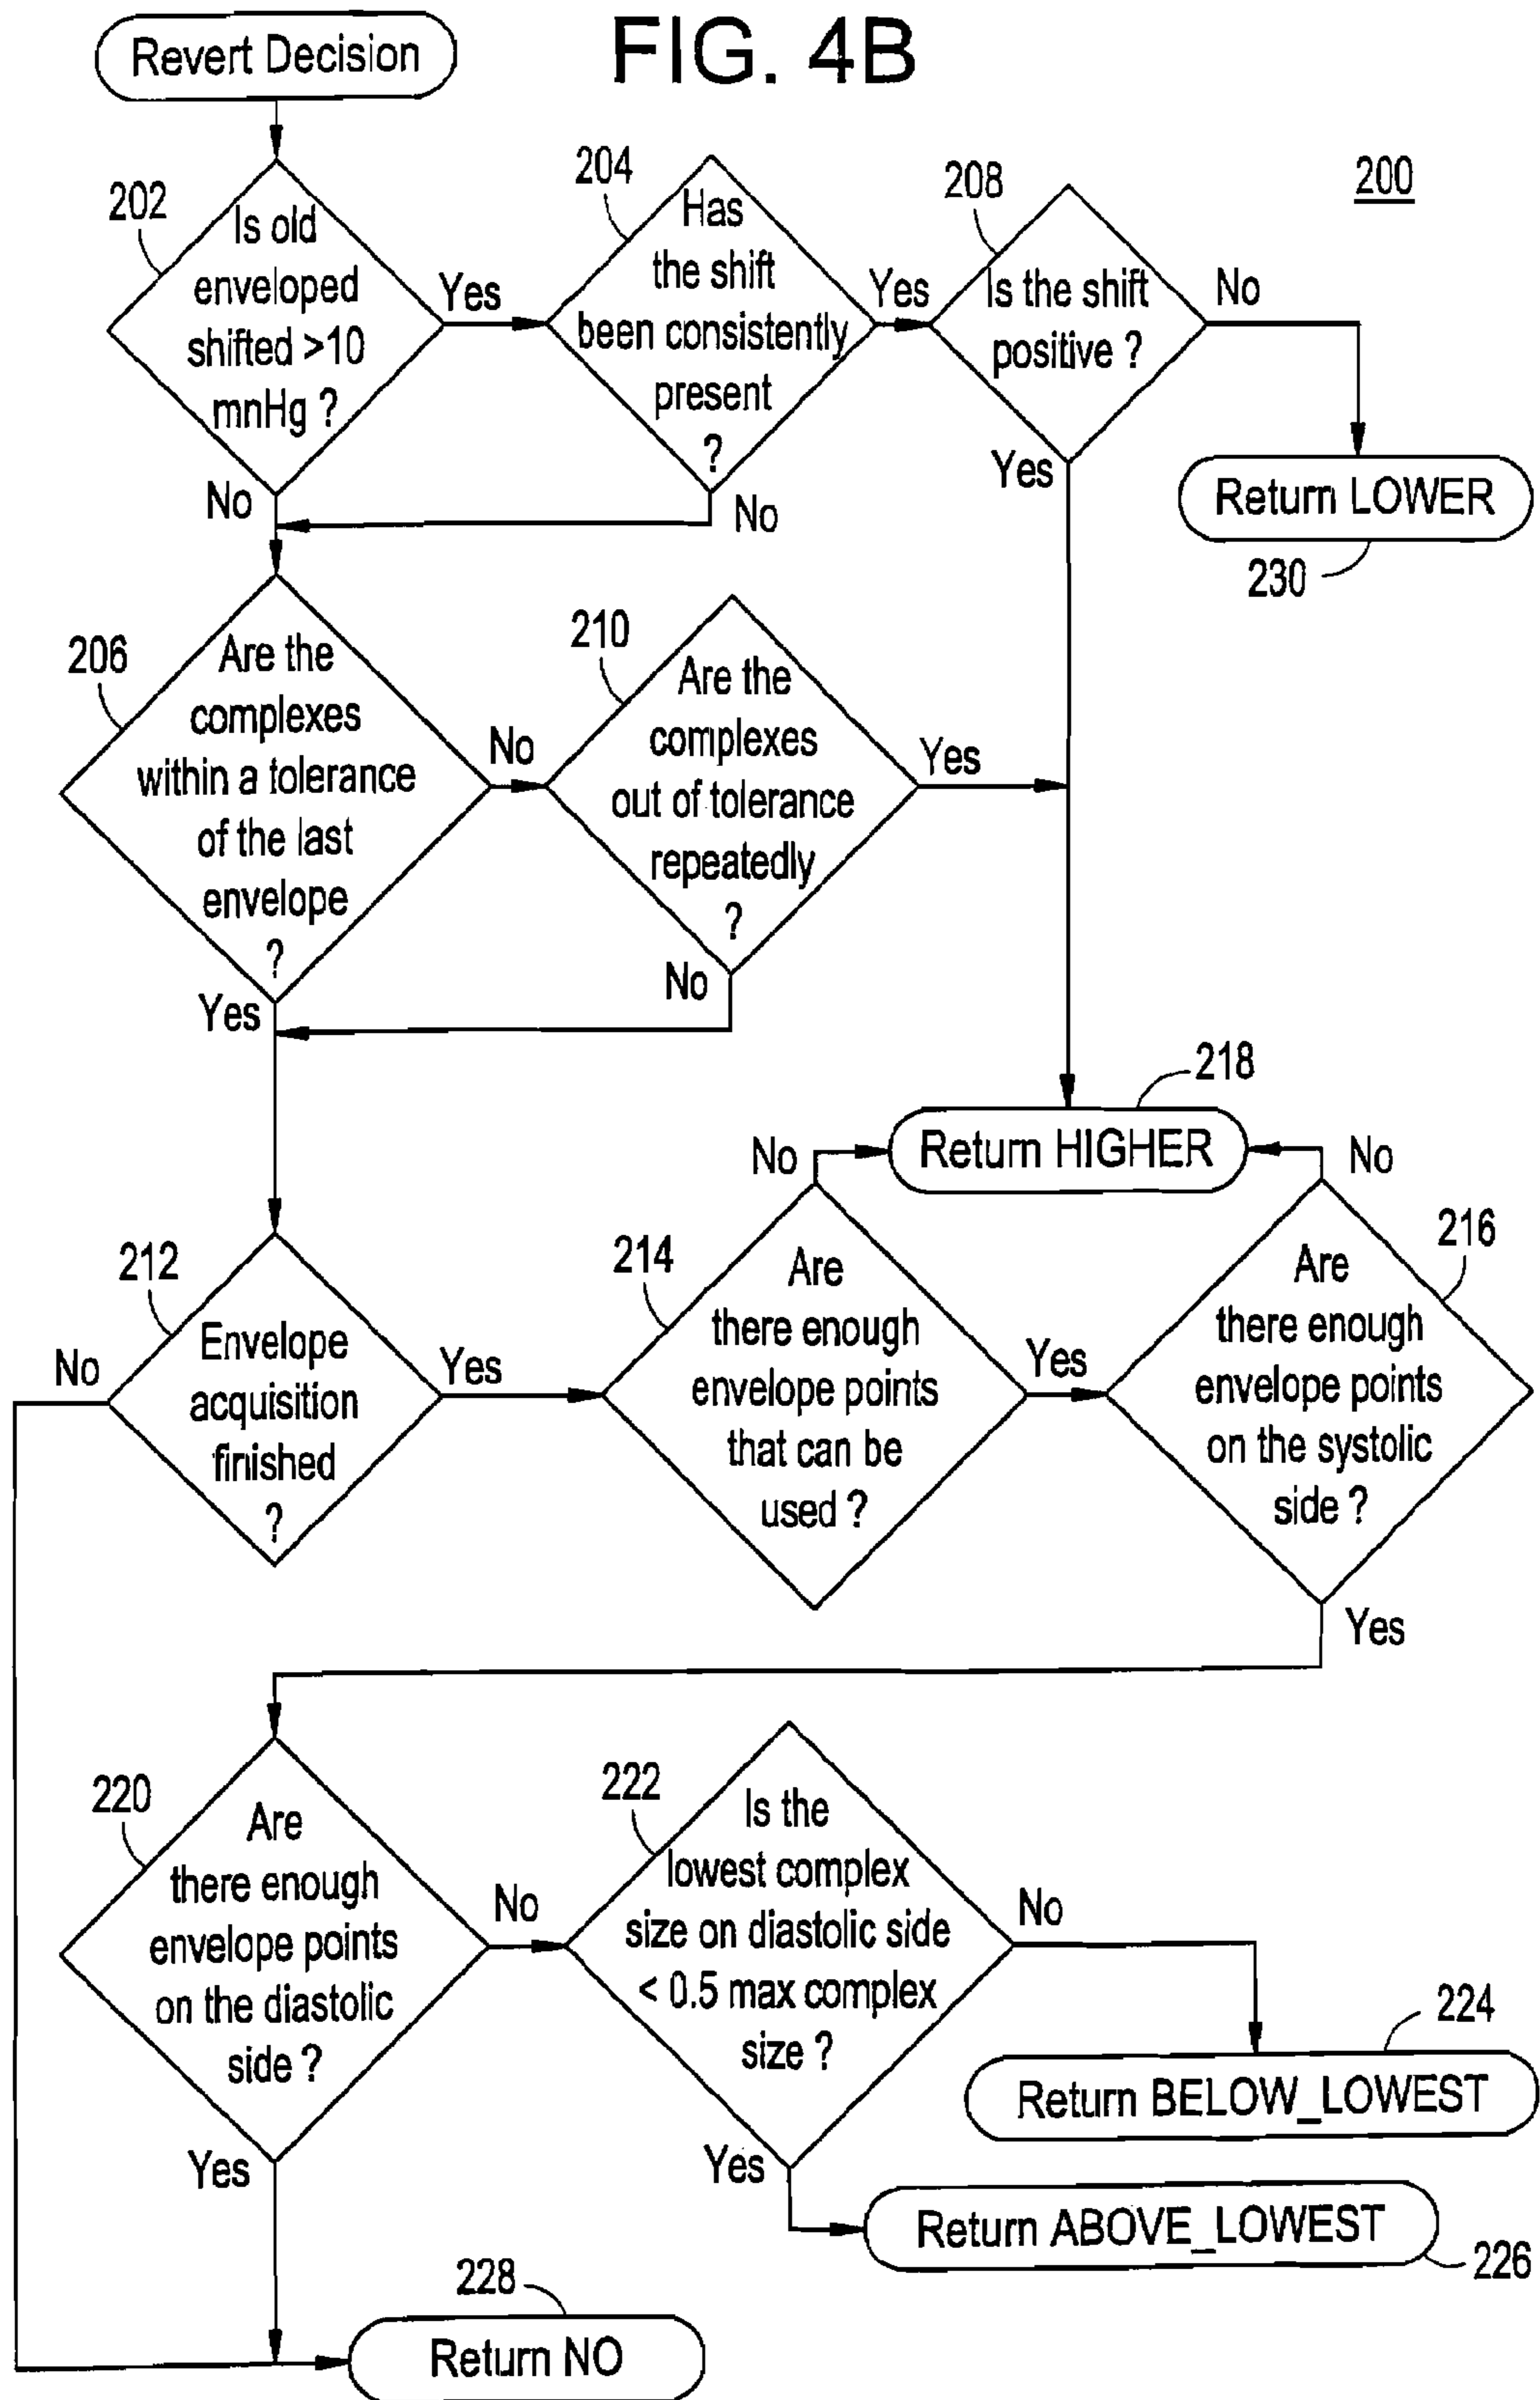 FIG. 4B
Revert Decision
200
202
Is old
enveloped
shifted >10
mnHg ?
Yes
No
204
Has
the shift
been consistently
present
?
Yes
No
208
Is the shift
positive ?
No
Yes
Return LOWER
230
206
Are the
complexes
within a tolerance
of the last
envelope
?
No
Yes
210
Are the
complexes
out of tolerance
repeatedly
?
Yes
No
218
Return HIGHER
212
Envelope
acquisition
finished
?
No
Yes
214
Are
there enough
envelope points
that can be
used ?
No
Yes
216
Are
there enough
envelope points
on the systolic
side ?
No
Yes
220
Are
there enough
envelope points
on the diastolic
side ?
No
Yes
222
Is the
lowest complex
size on diastolic side
< 0.5 max complex
size ?
No
Yes
224
Return BELOW_LOWEST
Return ABOVE_LOWEST
226
228
Return NO